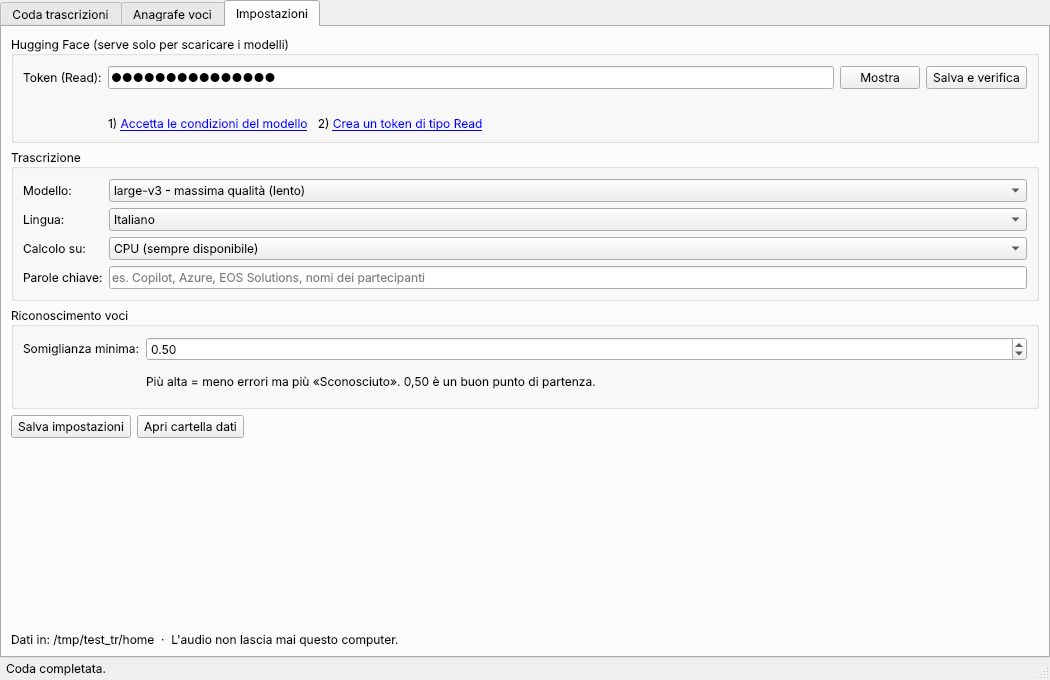 Coda trascrizioni Anagrafe voci Impostazioni
Hugging Face (serve solo per scaricare i modelli)
Token (Read): ●●●●●●●●●●●●●●● Mostra Salva e verifica
1) Accetta le condizioni del modello 2) Crea un token di tipo Read
Trascrizione
Modello: large-v3 - massima qualità (lento)
Lingua: Italiano
Calcolo su: CPU (sempre disponibile)
Parole chiave: es. Copilot, Azure, EOS Solutions, nomi dei partecipanti
Riconoscimento voci
Somiglianza minima: 0.50
Più alta = meno errori ma più «Sconosciuto». 0,50 è un buon punto di partenza.
Salva impostazioni Apri cartella dati
Dati in: /tmp/test_tr/home · L'audio non lascia mai questo computer.
Coda completata.